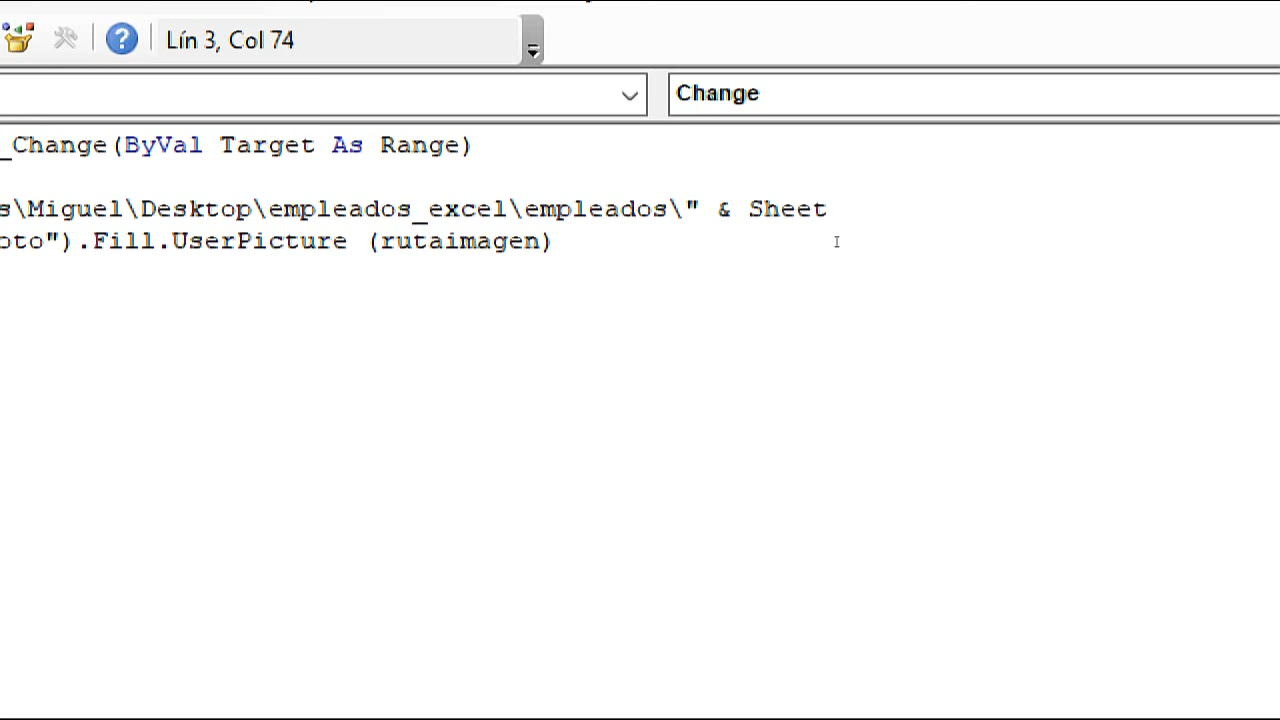 Lín 3, Col 74
Change
_Change(ByVal Target As Range)
s\Miguel\Desktop\empleados_excel\empleados\" & Sheet
oto").Fill.UserPicture (rutaimagen)